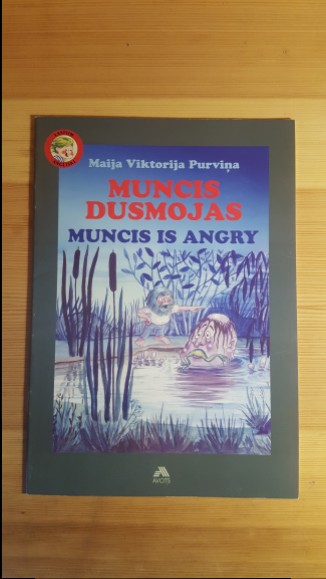 Maija Viktorija Purviņa
MUNCIS
DUSMOJAS
MUNCIS IS ANGRY
AVOTS